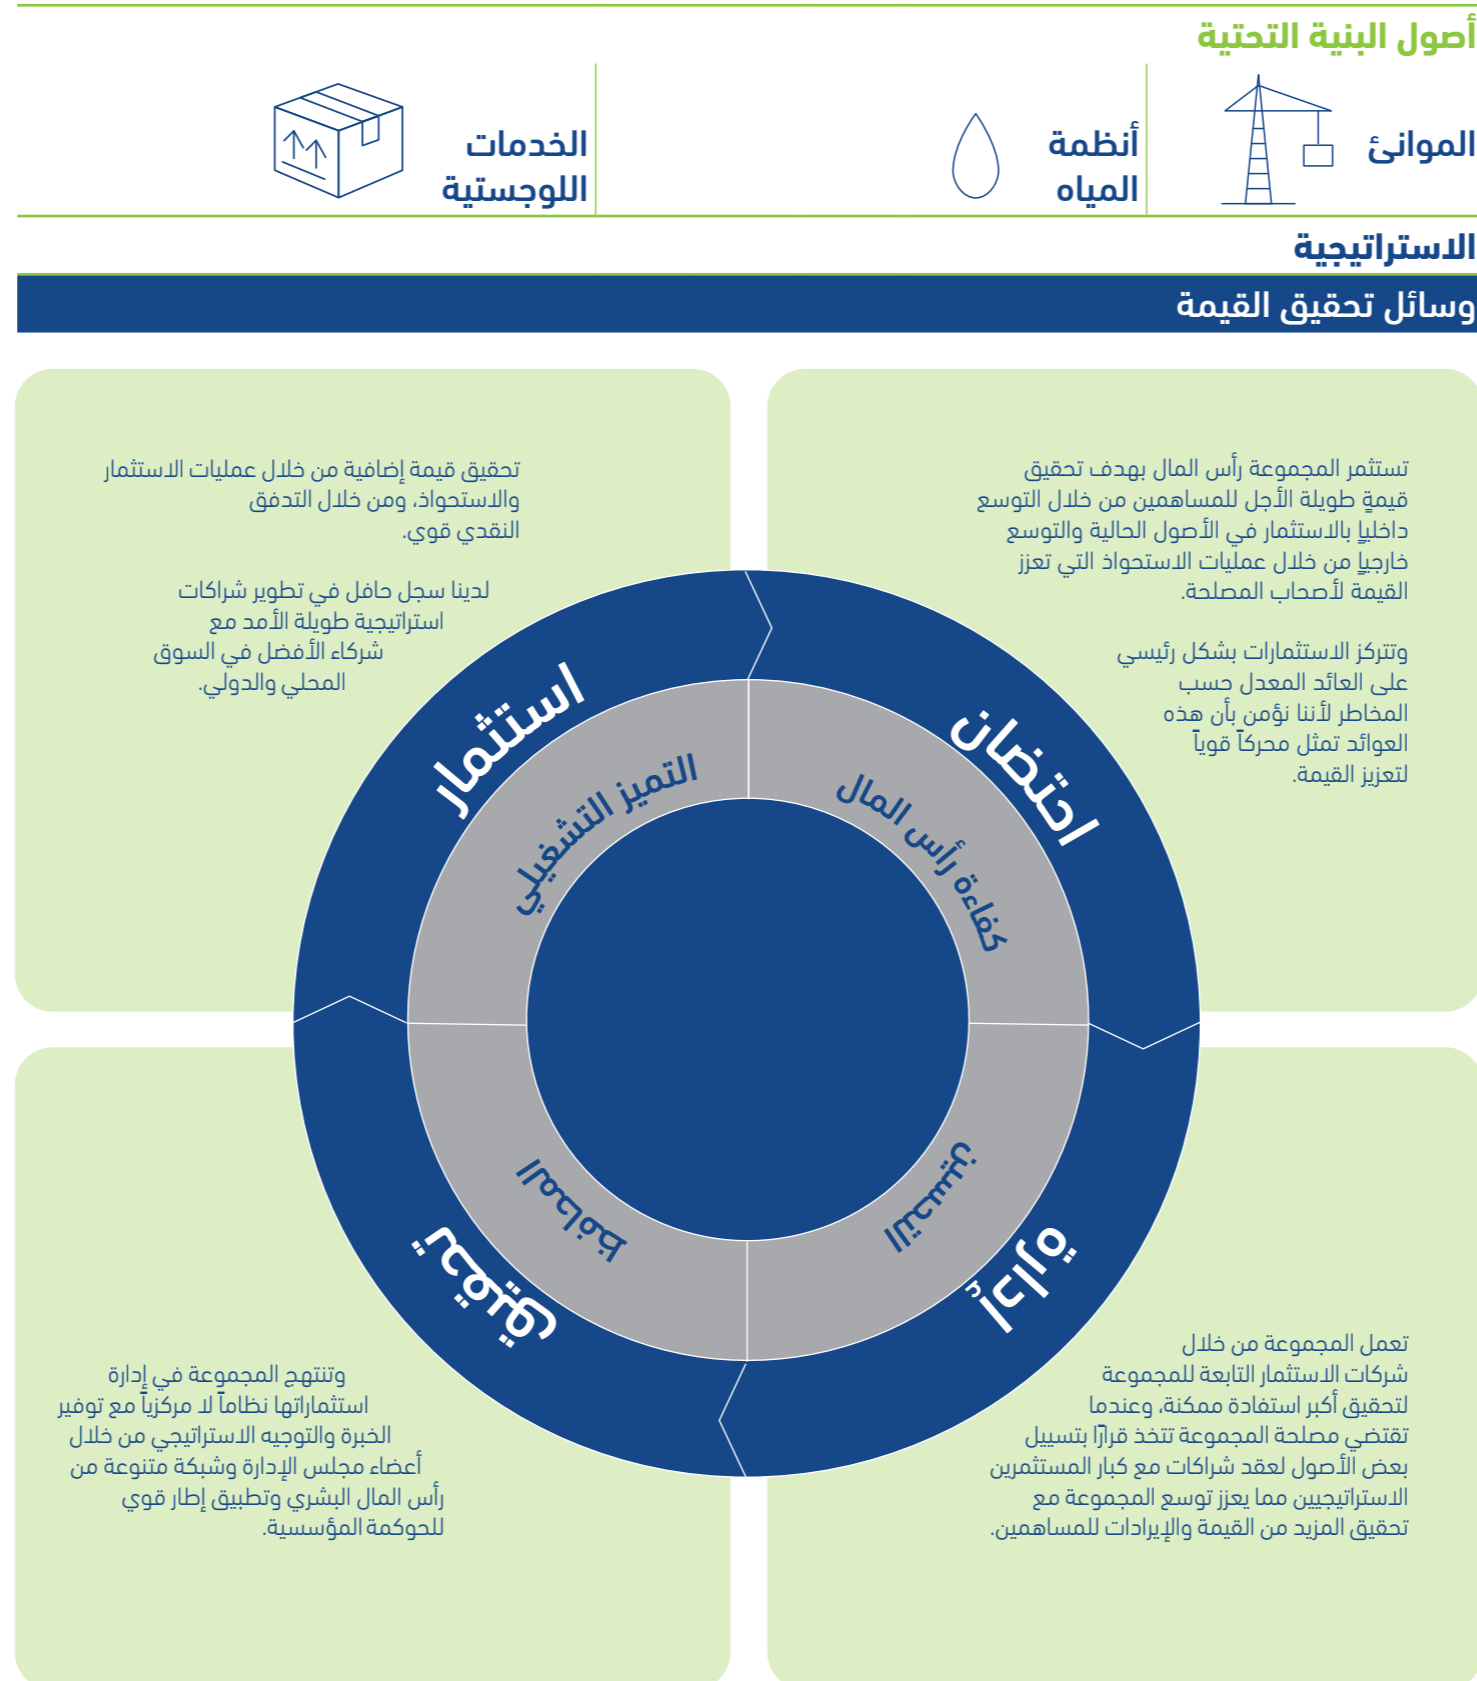 أصول البنية التحتية
الموانئ
أنظمة
المياه
الخدمات
اللوجستية
الاستراتيجية
وسائل تحقيق القيمة
تستثمر المجموعة رأس المال بهدف تحقيق
قيمةٍ طويلة الأجل للمساهمين من خلال التوسع
داخلياٍ بالاستثمار في الأصول الحالية والتوسع
خارجياٍ من خلال عمليات الاستحواذ التي تعزز
القيمة لأصحاب المصلحة.
وتتركز الاستثمارات بشكل رئيسي
على العائد المعدل حسب
المخاطر لأننا نؤمن بأن هذه
العوائد تمثل محركاً قوياً
لتعزيز القيمة.
تحقيق قيمة إضافية من خلال عمليات الاستثمار
والاستحواذ، ومن خلال التدفق
النقدي قوي.
لدينا سجل حافل في تطوير شراكات
استراتيجية طويلة الأمد مع
شركاء الأفضل في السوق
المحلي والدولي.
احتضان
استثمار
كفاءة رأس المال
التميز التشغيلي
التحسين
المحافظ
إدارة
تحقيق
تعمل المجموعة من خلال
شركات الاستثمار التابعة للمجموعة
لتحقيق أكبر استفادة ممكنة، وعندما
تقتضي مصلحة المجموعة تتخذ قرارًا بتسييل
بعض الأصول لعقد شراكات مع كبار المستثمرين
الاستراتيجيين مما يعزز توسع المجموعة مع
تحقيق المزيد من القيمة والإيرادات للمساهمين.
وتنتهج المجموعة في إدارة
استثماراتها نظاماً لا مركزياً مع توفير
الخبرة والتوجيه الاستراتيجي من خلال
أعضاء مجلس الإدارة وشبكة متنوعة من
رأس المال البشري وتطبيق إطار قوي
للحوكمة المؤسسية.